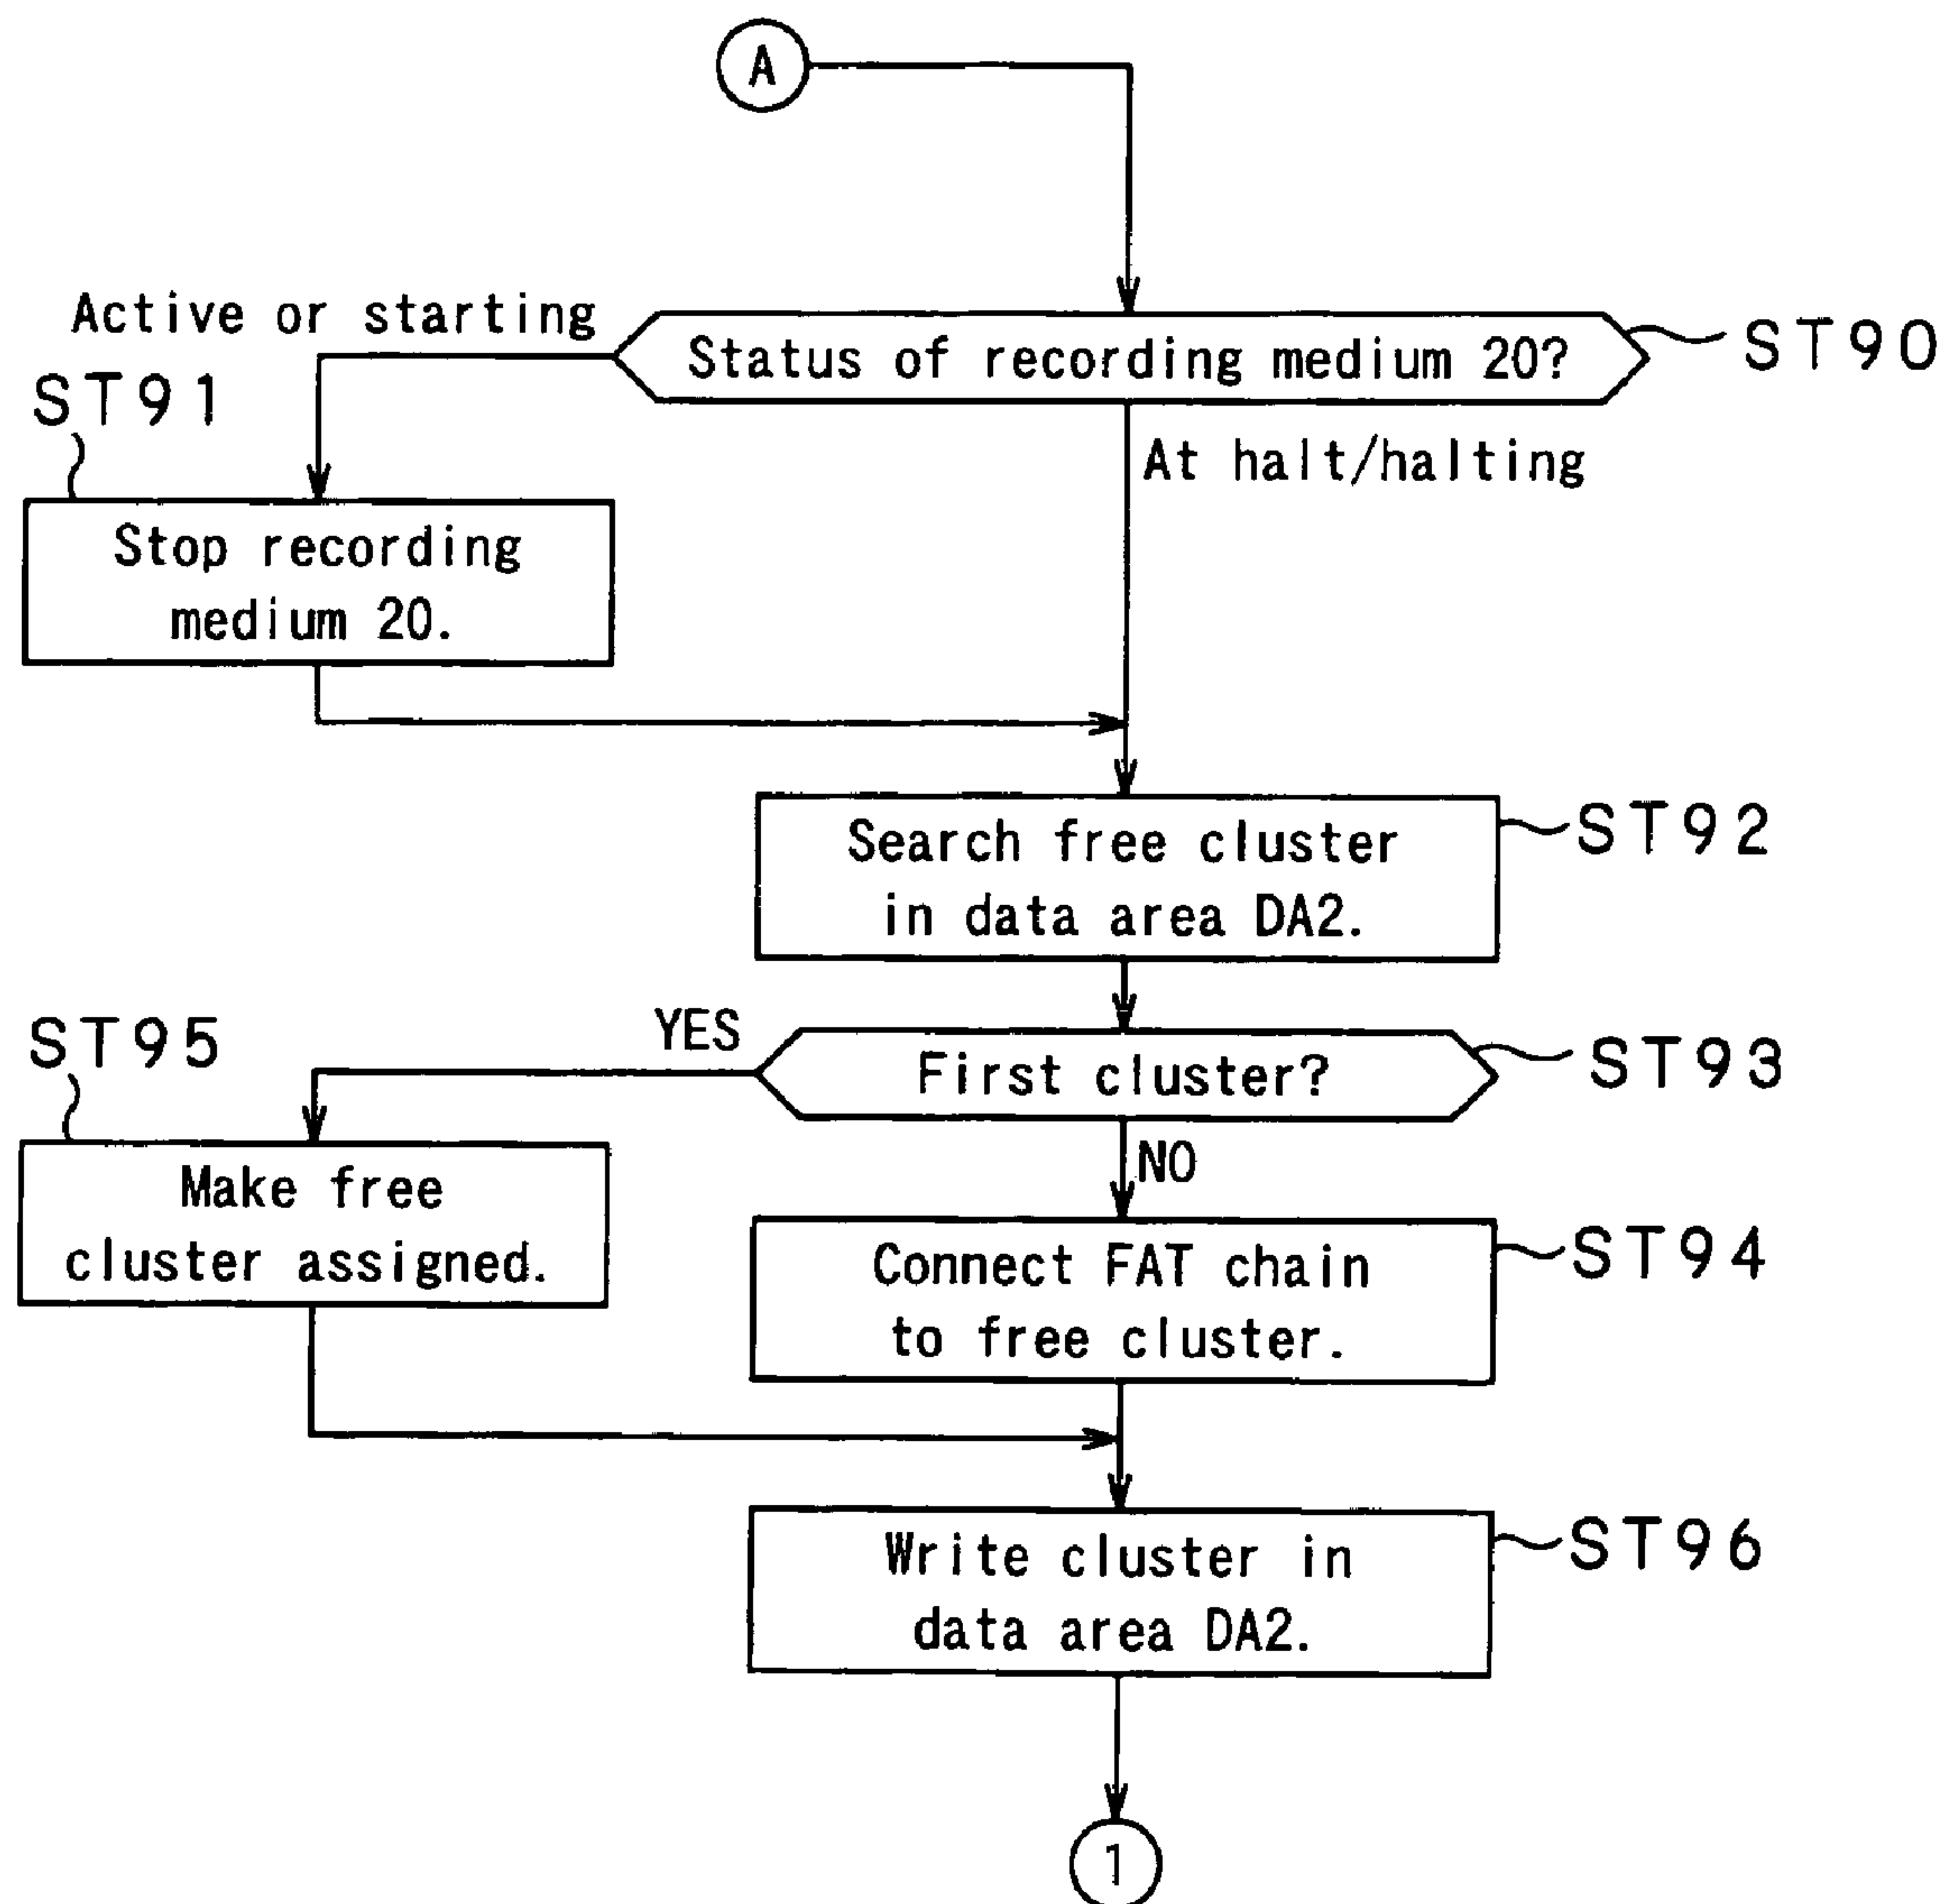 A
Active or starting
Status of recording medium 20?
ST90
ST91
At halt/halting
Stop recording
medium 20.
Search free cluster
in data area DA2.
ST92
YES
First cluster?
ST93
ST95
NO
Make free
cluster assigned.
Connect FAT chain
to free cluster.
ST94
Write cluster in
data area DA2.
ST96
1